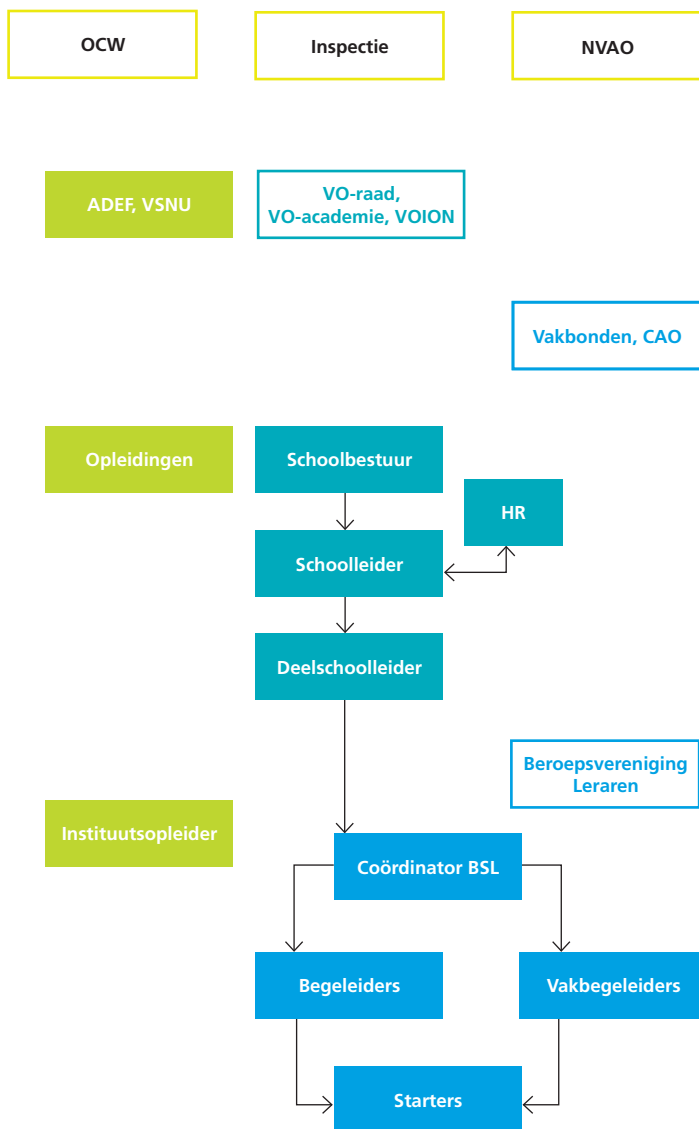 OCW
Inspectie
NVAO
ADEF, VSNU
VO-raad,
VO-academie, VOION
Vakbonden, CAO
Opleidingen
Schoolbestuur
HR
Schoolleider
Deelschoolleider
Beroepsvereniging
Leraren
Instituutsopleider
Coördinator BSL
Begeleiders
Vakbegeleiders
Starters